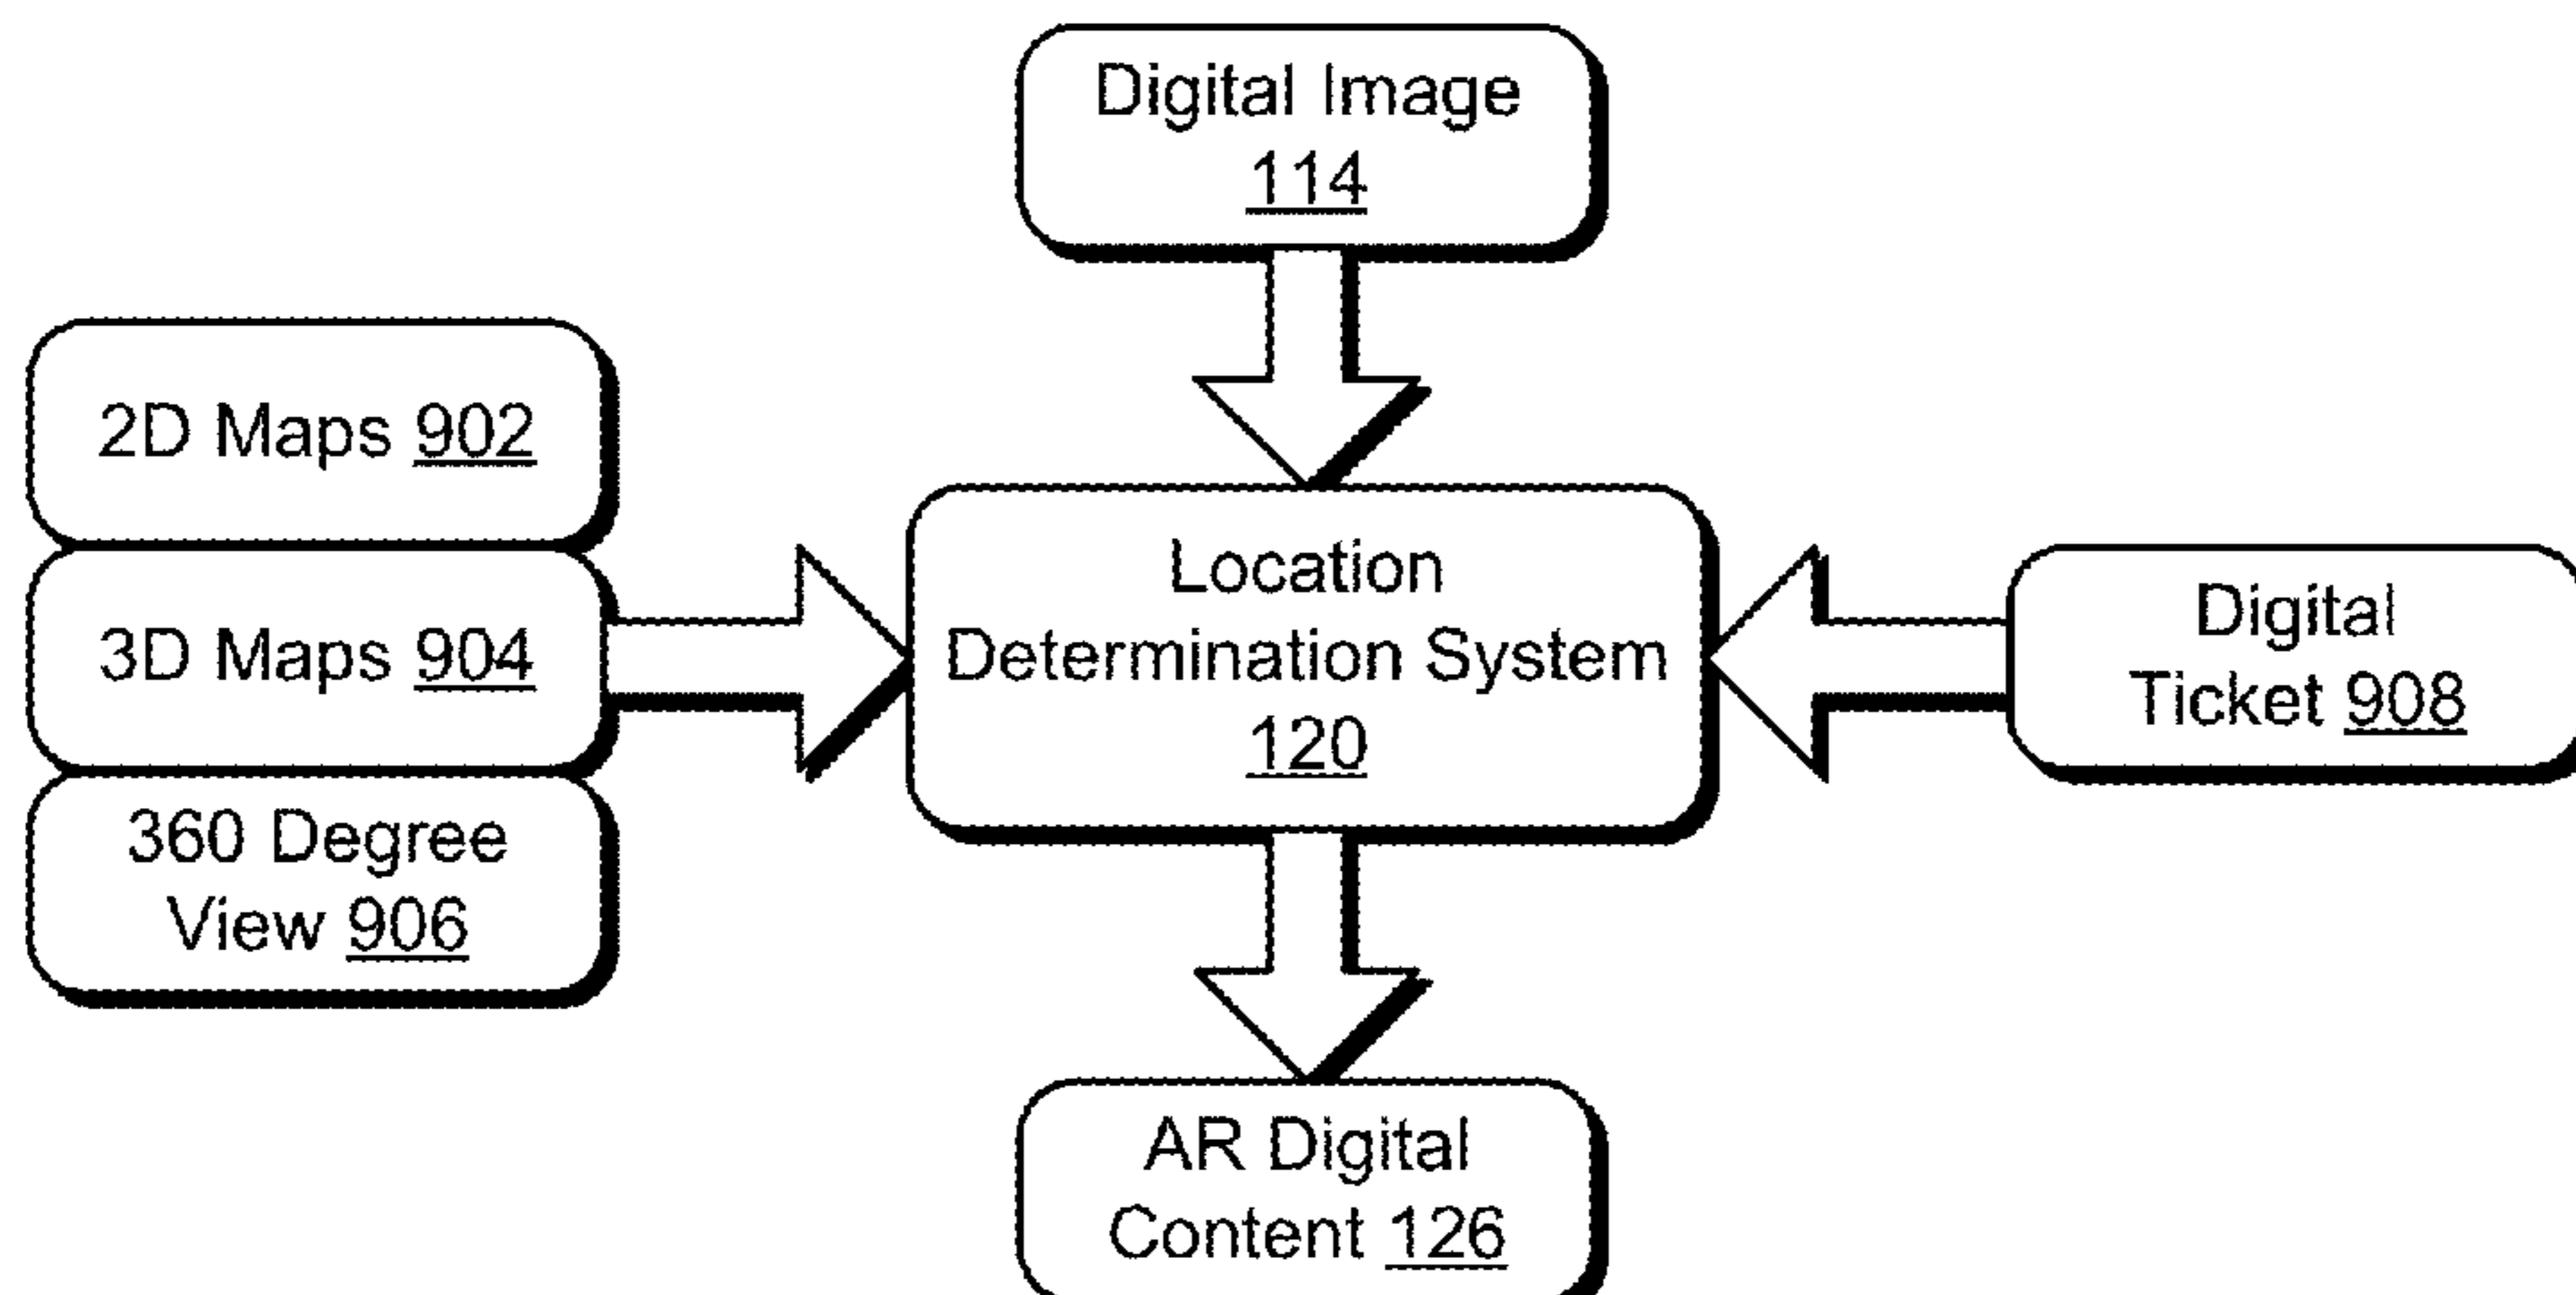 Digital Image
114
2D Maps 902
3D Maps 904
360 Degree
View 906
Location
Determination System
120
Digital
Ticket 908
AR Digital
Content 126